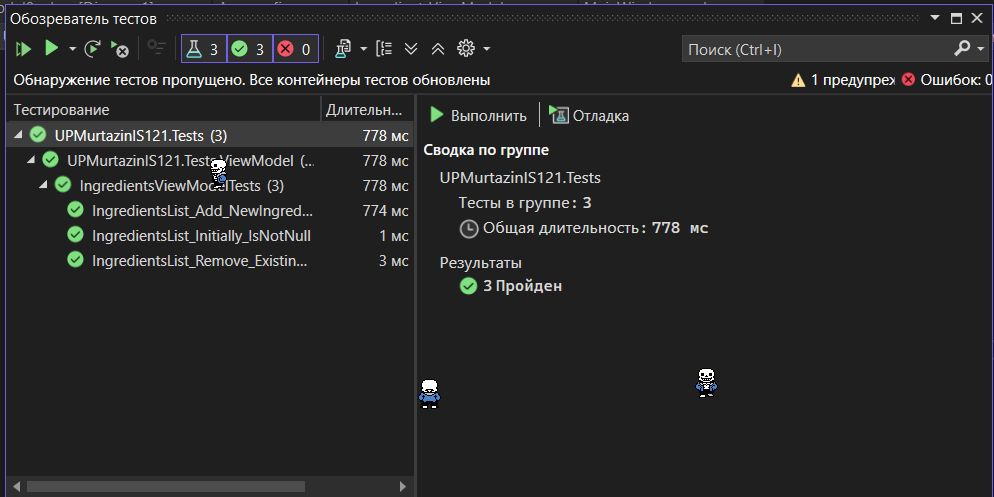 Обозреватель тестов
3 3 0
Поиск (Ctrl+I)
Обнаружение тестов пропущено. Все контейнеры тестов обновлены
1 предупреж
Ошибок: 0
Тестирование
Длительн...
UPMurtazinIS121.Tests (3)
778 мс
UPMurtazinIS121.Tests.ViewModel (...
778 мс
IngredientsViewModelTests (3)
778 мс
IngredientsList_Add_NewIngred...
774 мс
IngredientsList_Initially_IsNotNull
1 мс
IngredientsList_Remove_Existin...
3 мс
Выполнить
Отладка
Сводка по группе
UPMurtazinIS121.Tests
Тесты в группе: 3
Общая длительность: 778 мс
Результаты
3 Пройден